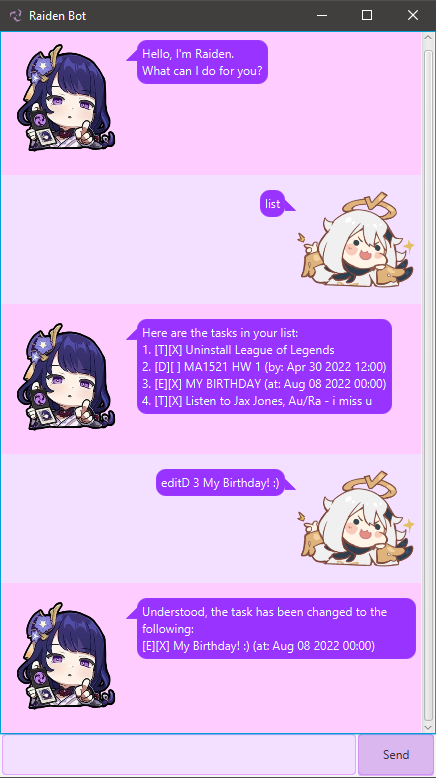 Raiden Bot
Hello, I'm Raiden.
What can I do for you?
list
Here are the tasks in your list:
1. [T][X] Uninstall League of Legends
2. [D][ ] MA1521 HW 1 (by: Apr 30 2022 12:00)
3. [E][X] MY BIRTHDAY (at: Aug 08 2022 00:00)
4. [T][X] Listen to Jax Jones, Au/Ra - i miss u
editD 3 My Birthday! :)
Understood, the task has been changed to the
following:
[E][X] My Birthday! :) (at: Aug 08 2022 00:00)
Send